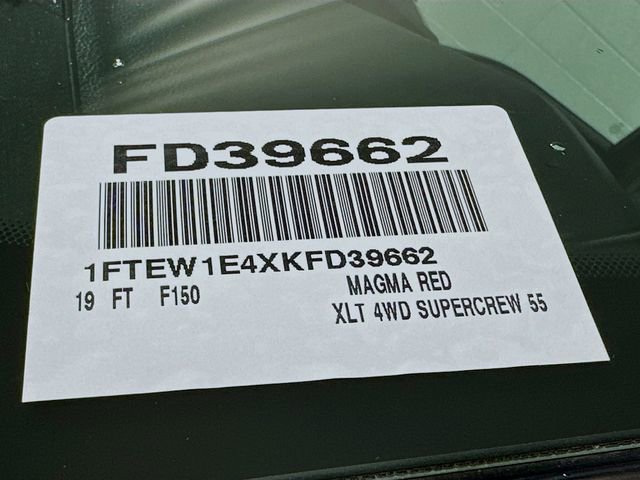 FD39662
1FTEW1E4XKFD39662
19 FT F150 MAGMA RED
XLT 4WD SUPERCREW 55